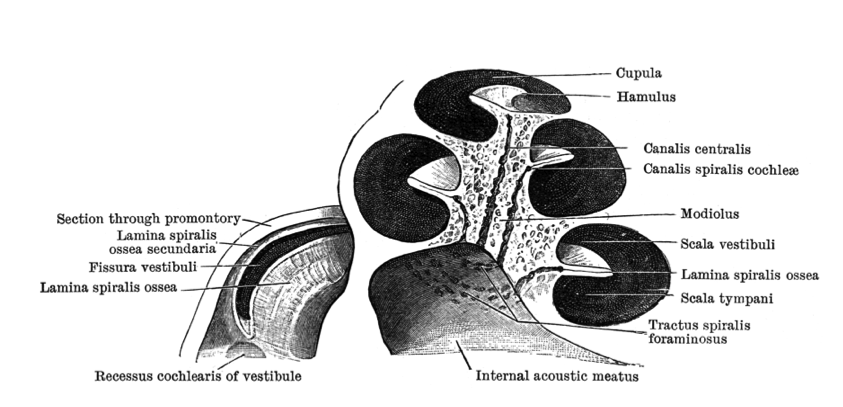 Cupula
Hamulus
Canalis centralis
Canalis spiralis cochleæ
Modiolus
Scala vestibuli
Lamina spiralis ossea
Scala tympani
Tractus spiralis
foraminosus
Section through promontory
Lamina spiralis
ossea secundaria
Fissura vestibuli
Lamina spiralis ossea
Recessus cochlearis of vestibule
Internal acoustic meatus